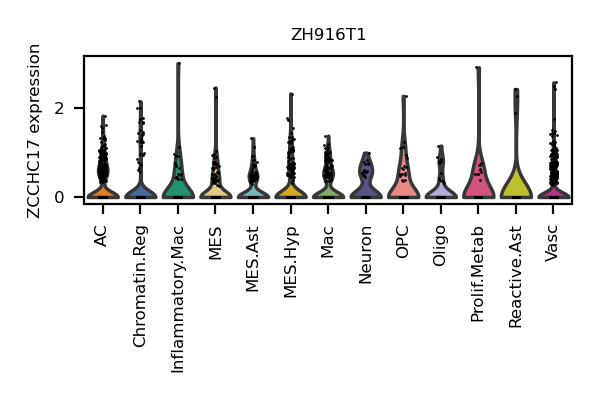 ZH916T1
ZCCHC17 expression
2
0
AC
Chromatin.Reg
Inflammatory.Mac
MES
MES.Ast
MES.Hyp
Mac
Neuron
OPC
Oligo
Prolif.Metab
Reactive.Ast
Vasc